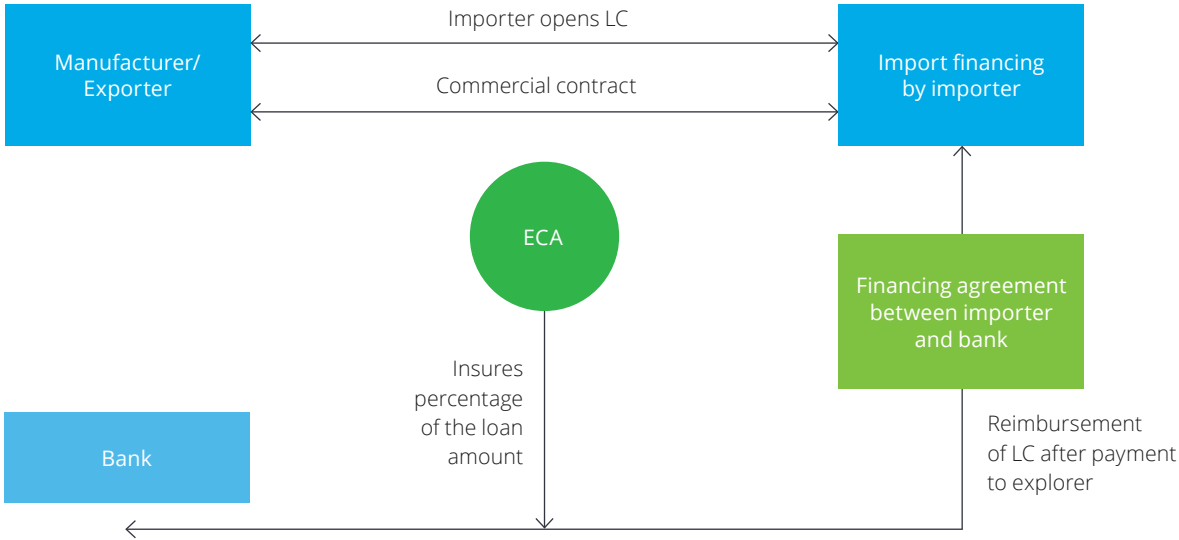 Importer opens LC
Manufacturer/
Exporter
Import financing
by importer
Commercial contract
ECA
Financing agreement
between importer
and bank
Insures
percentage
of the loan
amount
Bank
Reimbursement
of LC after payment
to explorer